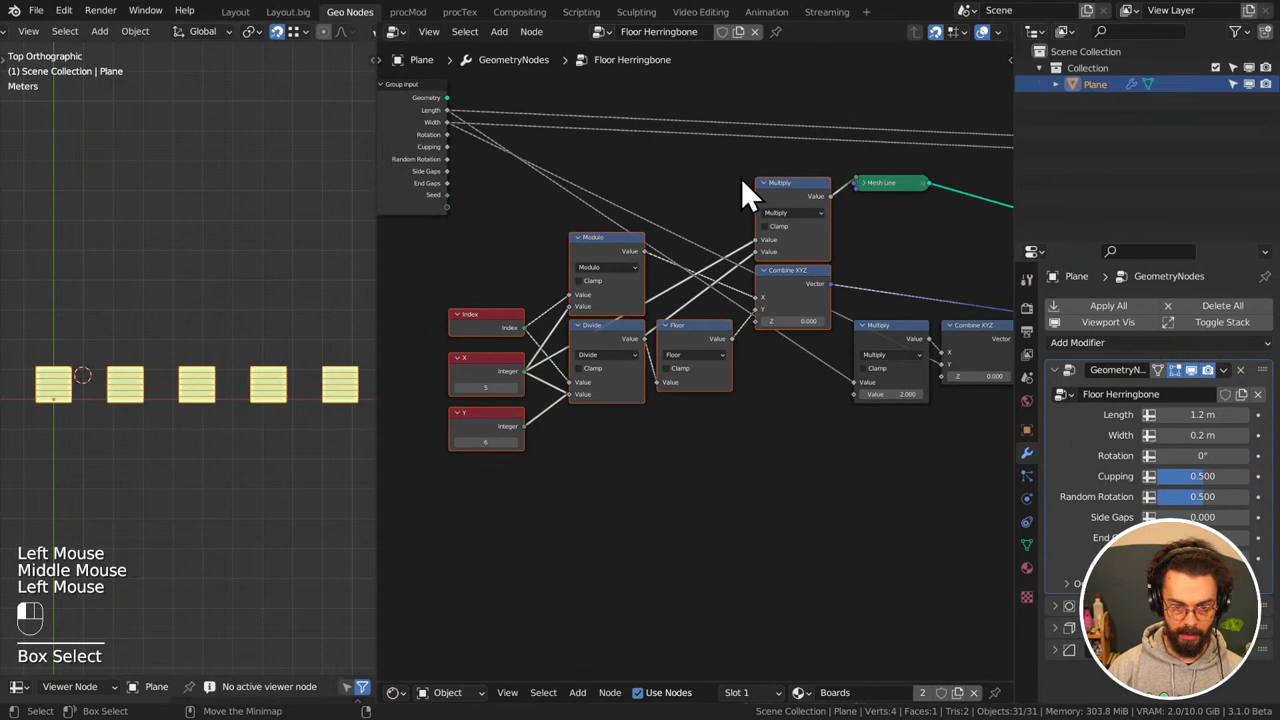 File Edit Render Window Help Layout Layout.big Geo Nodes procMod procTex Compositing Scripting Sculpting Video Editing Animation Streaming + Scene View Layer
View Select Add Object Global View Select Add Node Floor Herringbone
Top Orthographic
(1) Scene Collection | Plane
Meters
Plane > GeometryNodes > Floor Herringbone
Scene Collection
Collection
Plane
Group Input
Geometry
Length
Width
Rotation
Cupping
Random Rotation
Side Gaps
End Gaps
Seed
Multiply
Value
Multiply
Clamp
Value
Value
Mesh Line
Modulo
Value
Modulo
Clamp
Value
Value
Combine XYZ
Vector
X
Y
Z 0.000
Index
Index
X
Integer
5
Y
Integer
6
Divide
Value
Divide
Clamp
Value
Value
Floor
Value
Floor
Clamp
Value
Multiply
Value
Multiply
Clamp
Value
Value 2.000
Combine XYZ
Vector
X
Y
Z 0.000
Plane > GeometryNodes
Apply All Delete All
Viewport Vis Toggle Stack
Add Modifier
GeometryN...
Floor Herringbone
Length 1.2 m
Width 0.2 m
Rotation 0°
Cupping 0.500
Random Rotation 0.500
Side Gaps 0.000
Left Mouse
Middle Mouse
Left Mouse
Box Select
Viewer Node Plane No active viewer node
Object View Select Add Node Use Nodes Slot 1 Boards 2
Select Box Select Move the Minimap Scene Collection | Plane | Verts:4 | Faces:1 | Tris:2 | Objects:31/31 | Memory: 303.8 MiB | VRAM: 2.0/10.0 GiB | 3.1.0 Beta